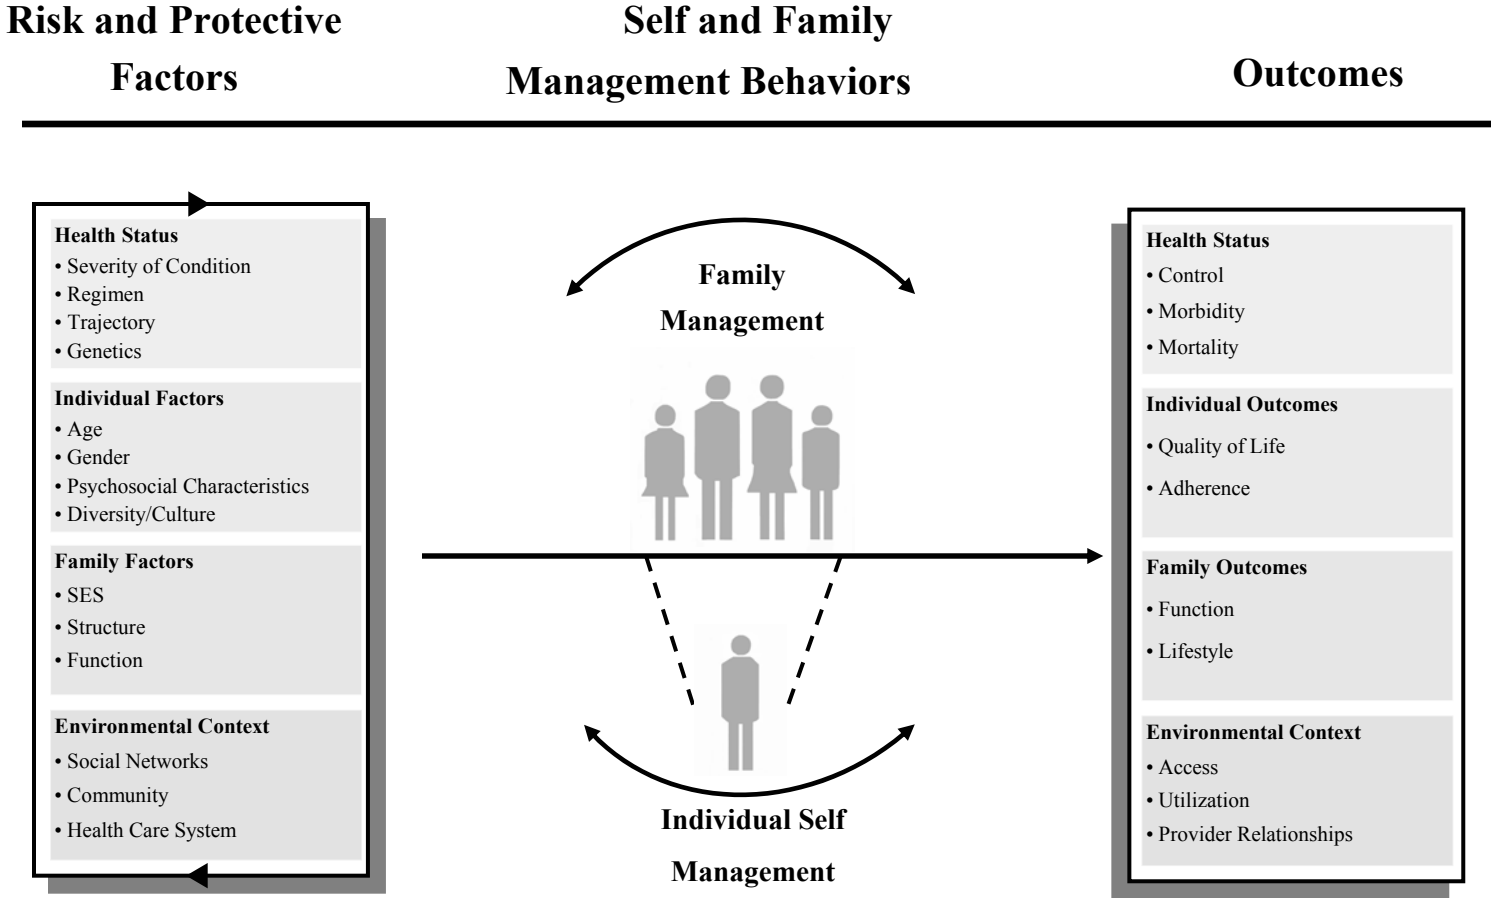 Risk and Protective
Factors
Self and Family
Management Behaviors
Outcomes
Health Status
• Severity of Condition
• Regimen
• Trajectory
• Genetics
Individual Factors
• Age
• Gender
• Psychosocial Characteristics
• Diversity/Culture
Family Factors
• SES
• Structure
• Function
Environmental Context
• Social Networks
• Community
• Health Care System
Family
Management
Individual Self
Management
Health Status
• Control
• Morbidity
• Mortality
Individual Outcomes
• Quality of Life
• Adherence
Family Outcomes
• Function
• Lifestyle
Environmental Context
• Access
• Utilization
• Provider Relationships